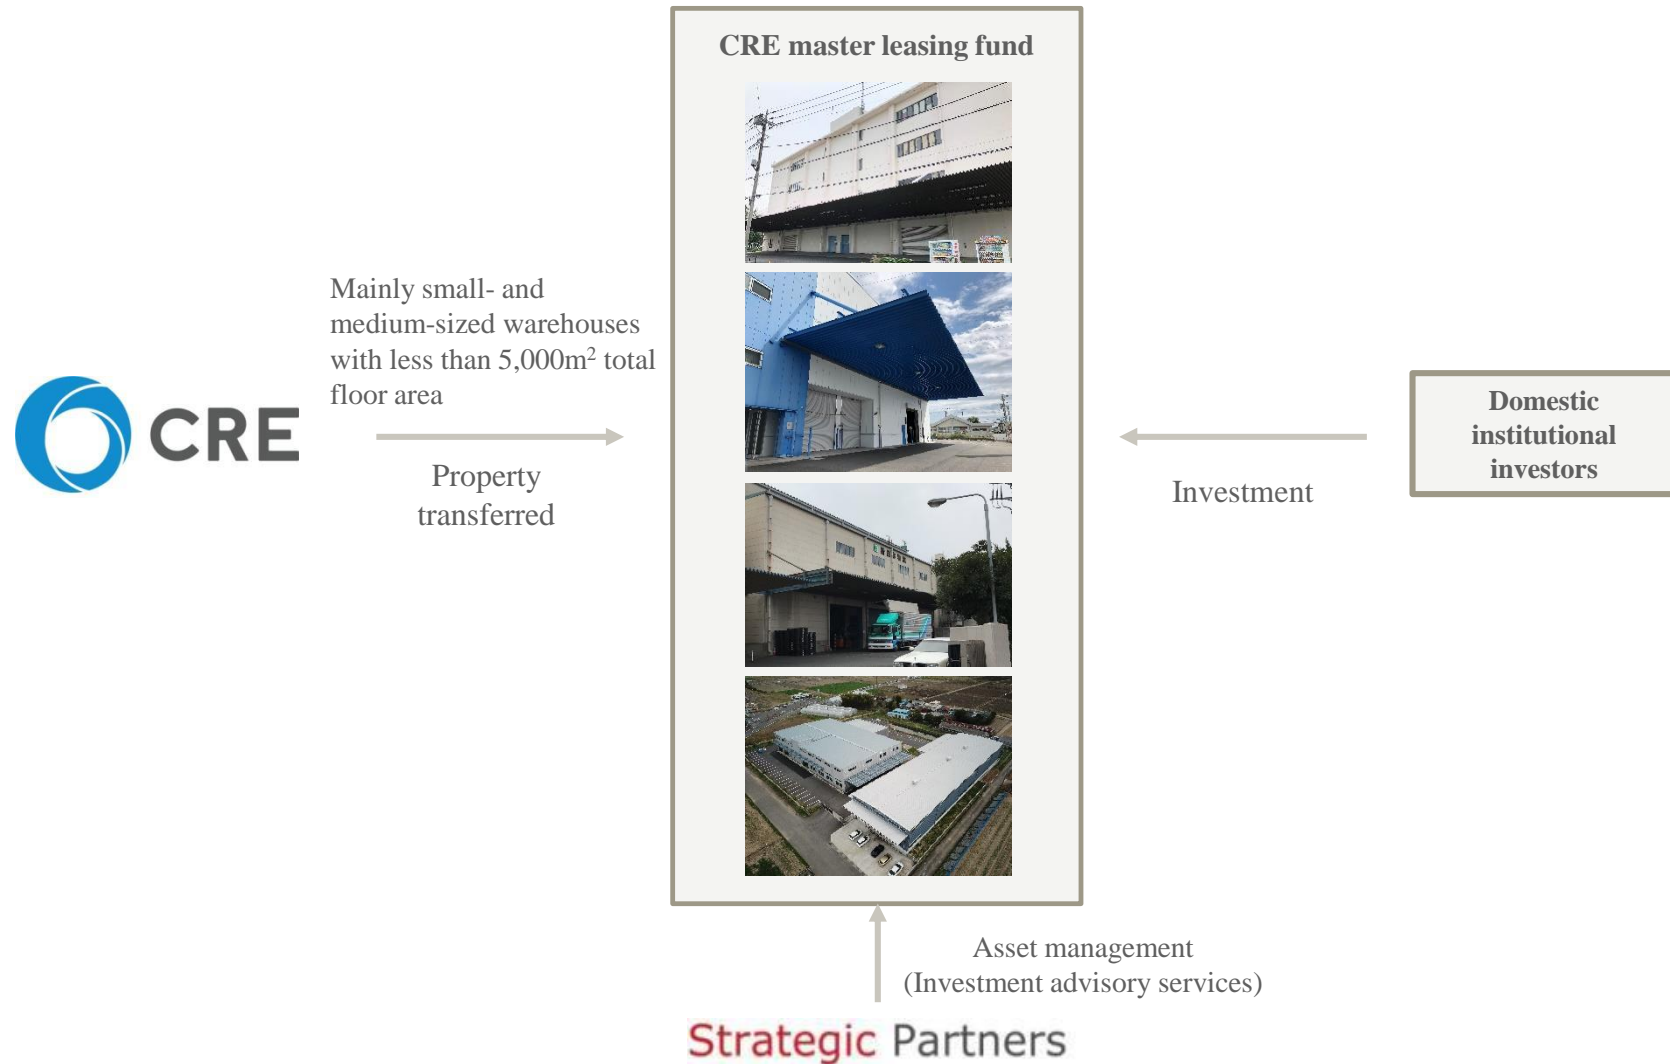 CRE master leasing fund
Mainly small- and
medium-sized warehouses
with less than 5,000m² total
floor area
CRE
Property
transferred
Investment
Domestic
institutional
investors
Asset management
(Investment advisory services)
Strategic Partners